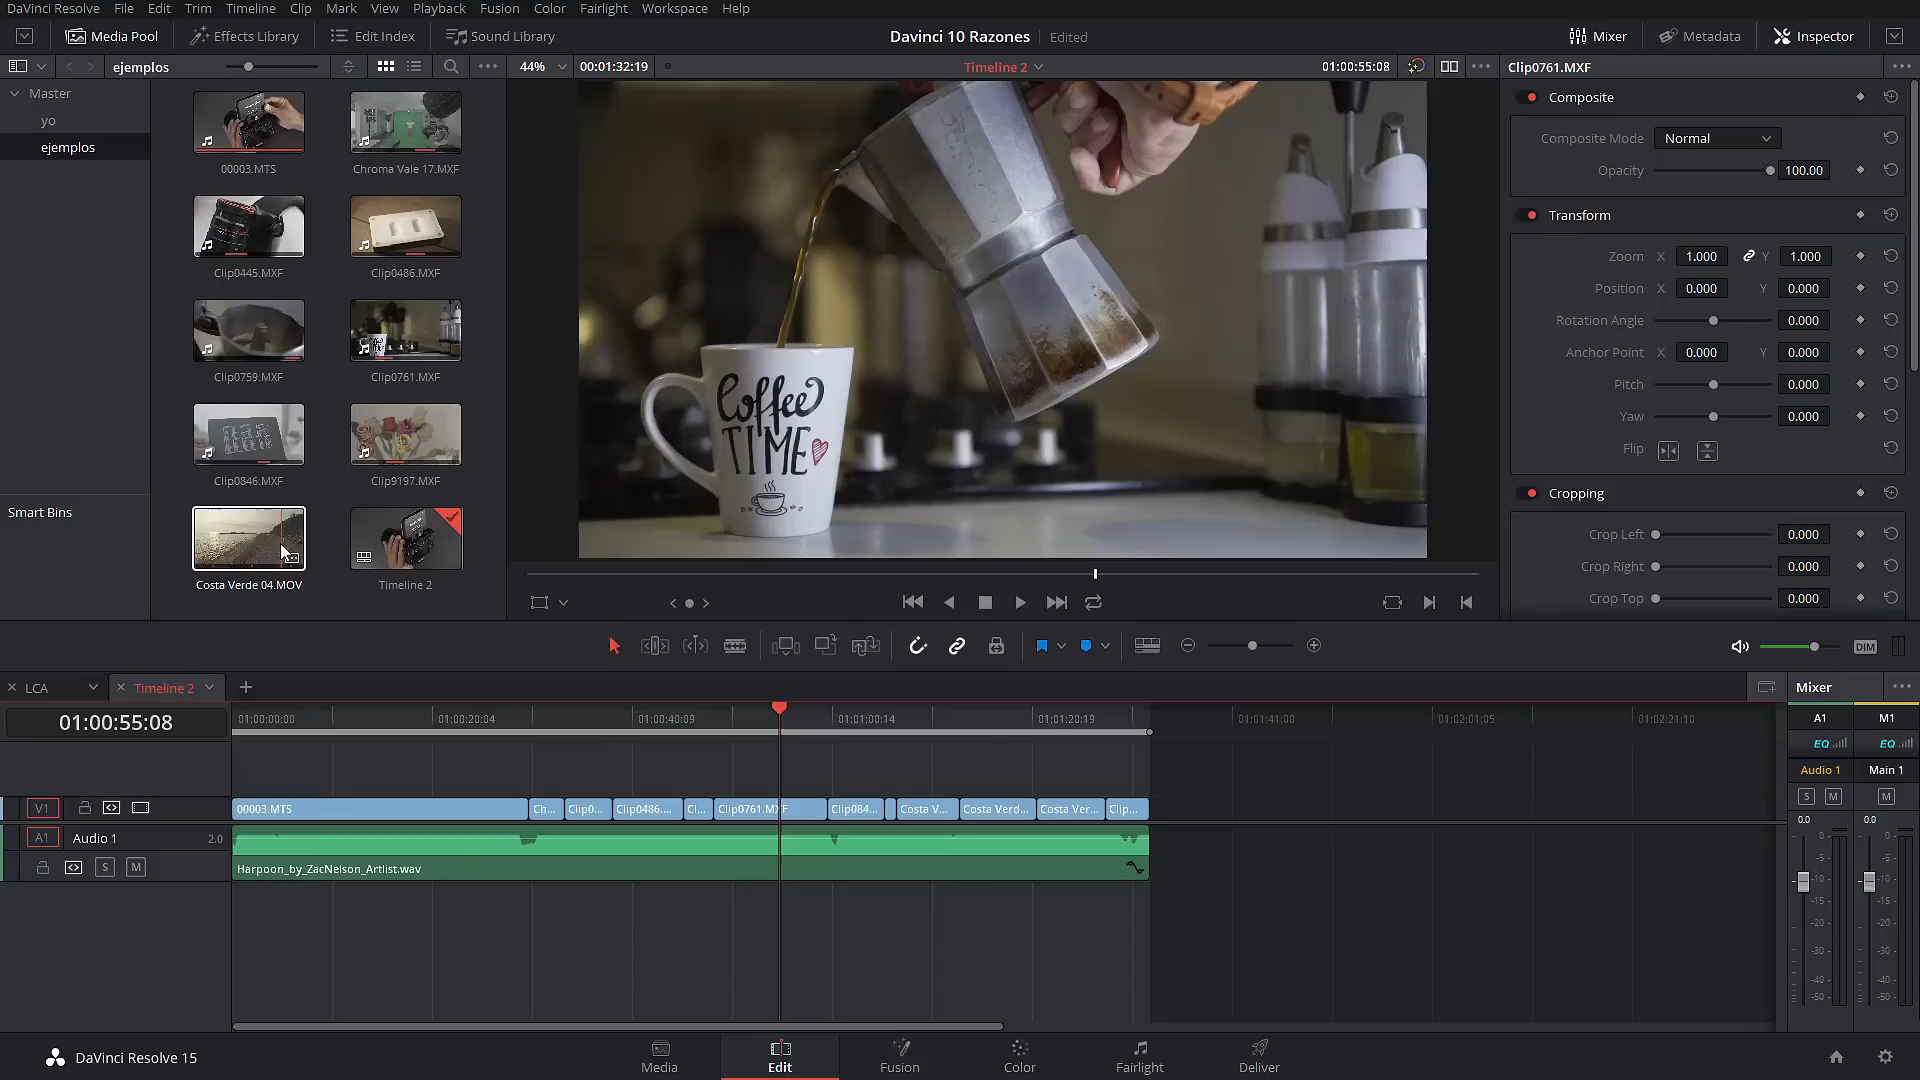 DaVinci Resolve File Edit Trim Timeline Clip Mark View Playback Fusion Color Fairlight Workspace Help
Media Pool Effects Library Edit Index Sound Library Davinci 10 Razones Edited Mixer Metadata Inspector
ejemplos 44% 00:01:32:19 Timeline 2 01:00:55:08 Clip0761.MXF
Master
yo
ejemplos
Smart Bins
00003.MTS Chroma Vale 17.MXF
Clip0445.MXF Clip0486.MXF
Clip0759.MXF Clip0761.MXF
Clip0846.MXF Clip9197.MXF
Costa Verde 04.MOV Timeline 2
Coffee
TIME
Composite
Composite Mode Normal
Opacity 100.00
Transform
Zoom X 1.000 Y 1.000
Position X 0.000 Y 0.000
Rotation Angle 0.000
Anchor Point X 0.000 Y 0.000
Pitch 0.000
Yaw 0.000
Flip
Cropping
Crop Left 0.000
Crop Right 0.000
Crop Top 0.000
DIM
LCA Timeline 2 Mixer
01:00:55:08 01:00:00:00 01:00:20:04 01:00:40:09 01:01:00:14 01:01:20:19 01:01:41:00 01:02:01:05 01:02:21:10
V1 00003.MTS Ch... Clip0... Clip0486.... Cl... Clip0761.MXF Clip084... Costa V... Costa Verd... Costa Ver... Clip...
A1 Audio 1 2.0
S M Harpoon_by_ZacNelson_Artlist.wav
A1 M1
EQ EQ
Audio 1 Main 1
S M M
0.0 0.0
0 0
-5 -5
-10 -10
-15 -15
-20 -20
-30 -30
-40 -40
-50 -50
DaVinci Resolve 15 Media Edit Fusion Color Fairlight Deliver